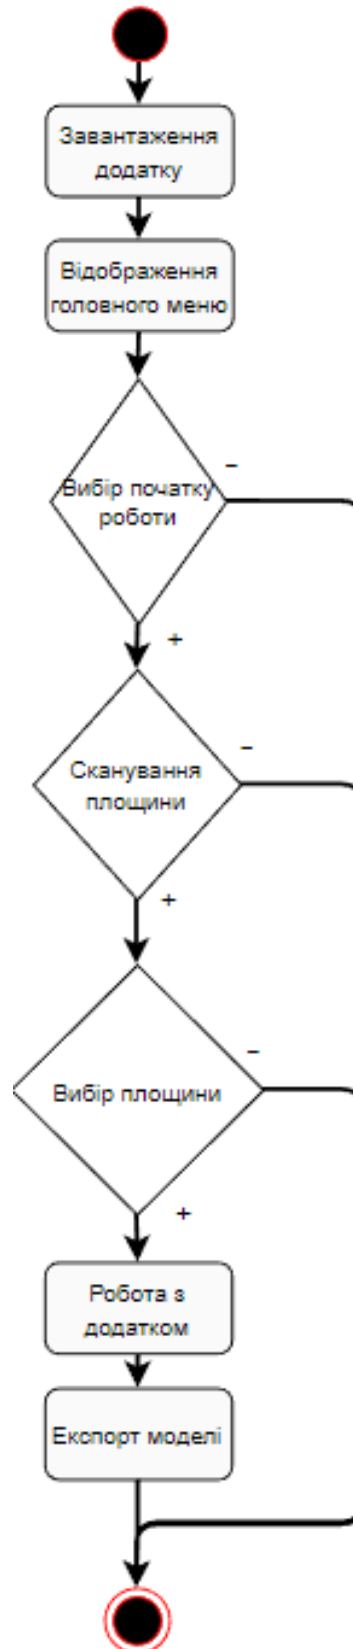 Завантаження
додатку
Відображення
головного меню
Вибір початку
роботи
–
+
Сканування
площини
–
+
Вибір площини
–
+
Робота з
додатком
Експорт моделі